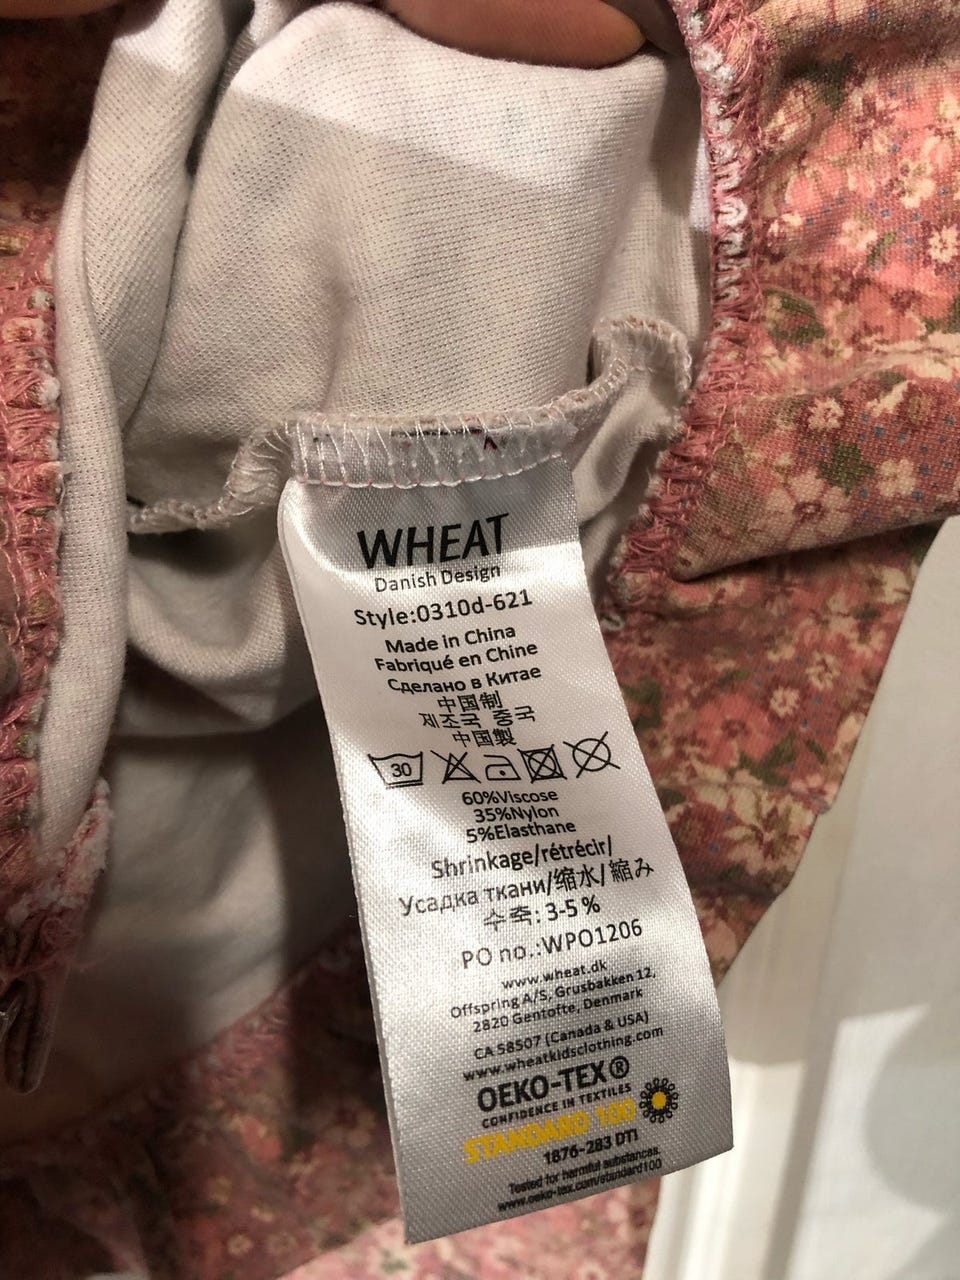 WHEAT
Danish Design
Style:0310d-621
Made in China
Fabriqué en Chine
Сделано в Китае
中国制
제조국 중국
中国製
30
60%Viscose
35%Nylon
5%Elasthane
Shrinkage/rétrécir/
Усадка ткани/缩水/縮み
수축: 3-5 %
PO no.:WPO1206
www.wheat.dk
Offspring A/S, Grusbakken 12,
2820 Gentofte, Denmark
CA 58507 (Canada & USA)
www.wheatkidsclothing.com
OEKO-TEX®
CONFIDENCE IN TEXTILES
STANDARD 100
1876-283 DTI
Tested for harmful substances.
www.oeko-tex.com/standard100